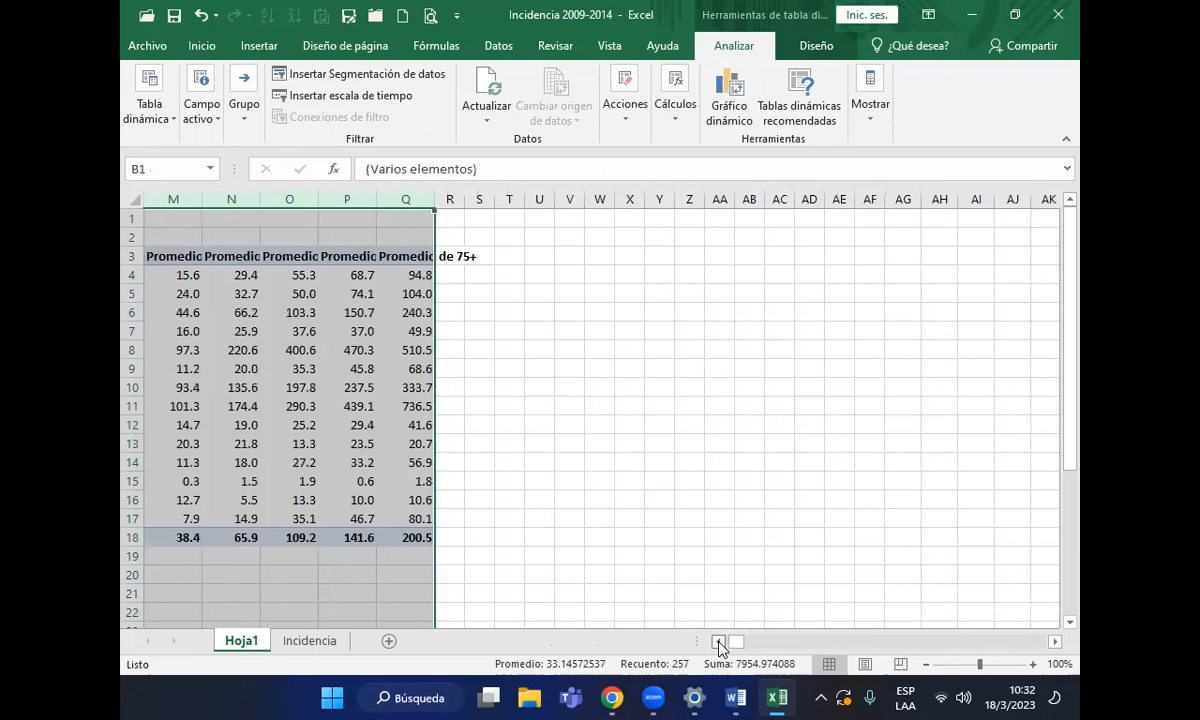 Incidencia 2009-2014 - Excel
Herramientas de tabla di...
Inic. ses.
Archivo Inicio Insertar Diseño de página Fórmulas Datos Revisar Vista Ayuda Analizar Diseño ¿Qué desea? Compartir
Tabla dinámica
Campo activo
Grupo
Insertar Segmentación de datos
Insertar escala de tiempo
Conexiones de filtro
Filtrar
Actualizar
Cambiar origen de datos
Datos
Acciones
Cálculos
Gráfico dinámico
Tablas dinámicas recomendadas
Herramientas
Mostrar
B1 fx (Varios elementos)
M N O P Q R S T U V W X Y Z AA AB AC AD AE AF AG AH AI AJ AK
1
2
3 Promedio Promedio Promedio Promedio Promedio de 75+
4 15.6 29.4 55.3 68.7 94.8
5 24.0 32.7 50.0 74.1 104.0
6 44.6 66.2 103.3 150.7 240.3
7 16.0 25.9 37.6 37.0 49.9
8 97.3 220.6 400.6 470.3 510.5
9 11.2 20.0 35.3 45.8 68.6
10 93.4 135.6 197.8 237.5 333.7
11 101.3 174.4 290.3 439.1 736.5
12 14.7 19.0 25.2 29.4 41.6
13 20.3 21.8 13.3 23.5 20.7
14 11.3 18.0 27.2 33.2 56.9
15 0.3 1.5 1.9 0.6 1.8
16 12.7 5.5 13.3 10.0 10.6
17 7.9 14.9 35.1 46.7 80.1
18 38.4 65.9 109.2 141.6 200.5
19
20
21
22
Hoja1 Incidencia
Listo Promedio: 33.14572537 Recuento: 257 Suma: 7954.974088 100%
Búsqueda
ESP
LAA
10:32
18/3/2023